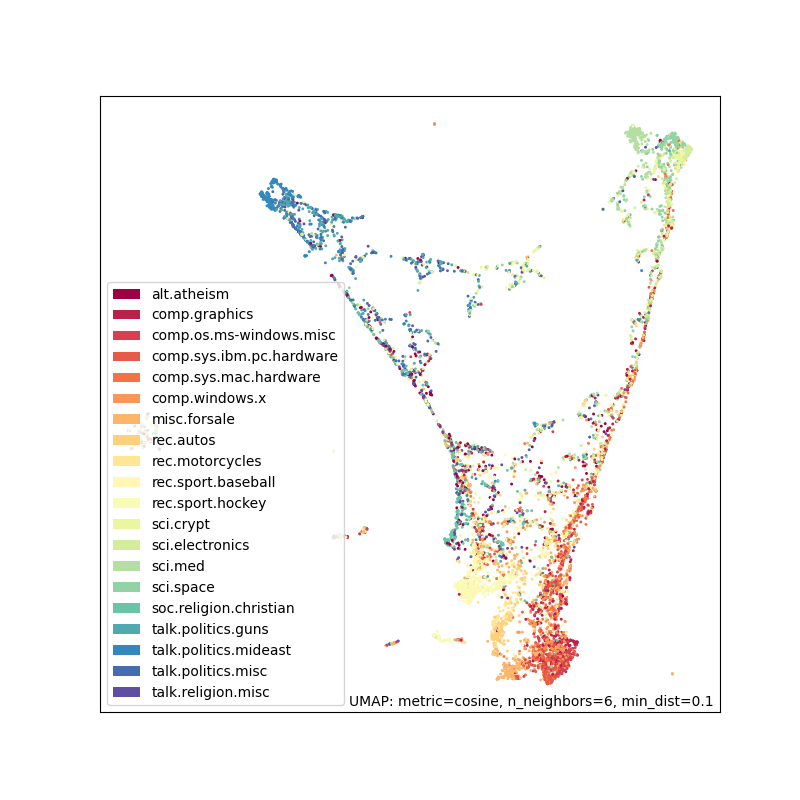 alt.atheism
comp.graphics
comp.os.ms-windows.misc
comp.sys.ibm.pc.hardware
comp.sys.mac.hardware
comp.windows.x
misc.forsale
rec.autos
rec.motorcycles
rec.sport.baseball
rec.sport.hockey
sci.crypt
sci.electronics
sci.med
sci.space
soc.religion.christian
talk.politics.guns
talk.politics.mideast
talk.politics.misc
talk.religion.misc
UMAP: metric=cosine, n_neighbors=6, min_dist=0.1